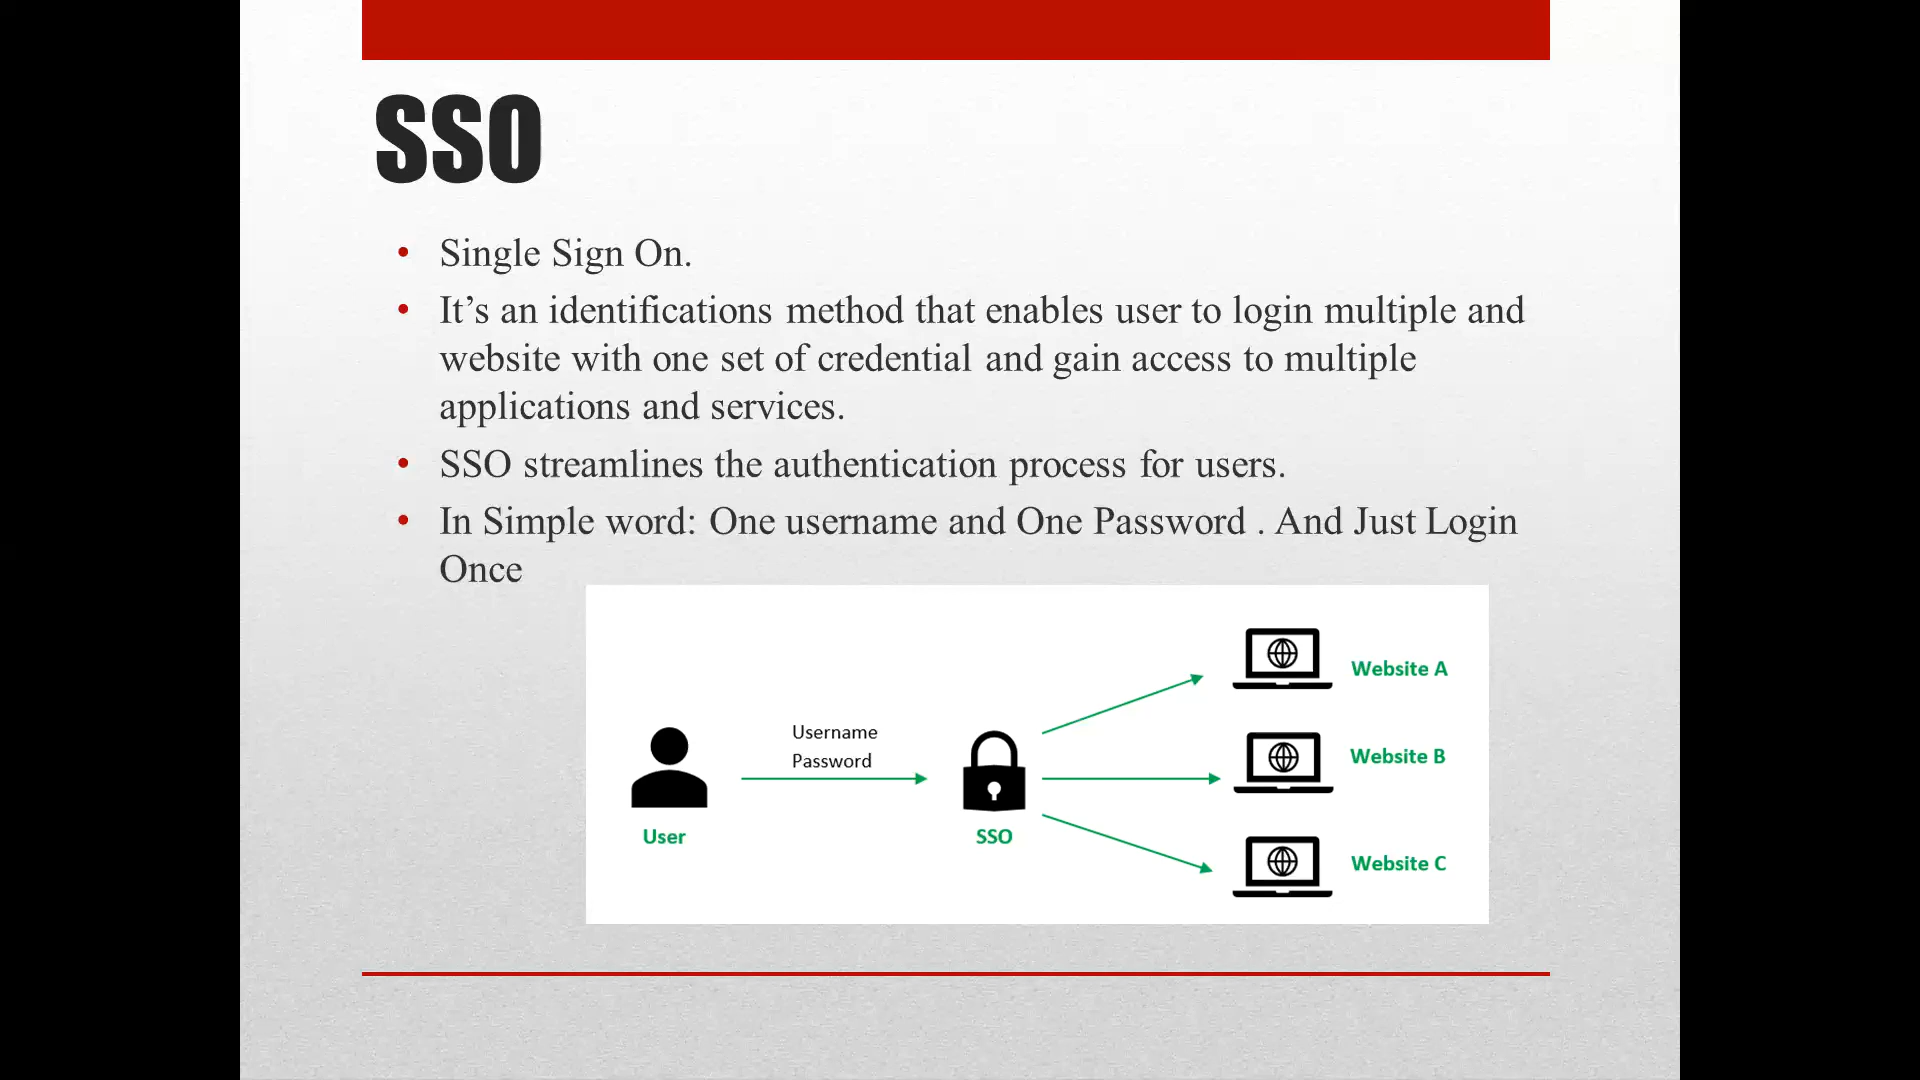 SSO
• Single Sign On.
• It’s an identifications method that enables user to login multiple and
website with one set of credential and gain access to multiple
applications and services.
• SSO streamlines the authentication process for users.
• In Simple word: One username and One Password . And Just Login
Once
Username
Password
User
SSO
Website A
Website B
Website C